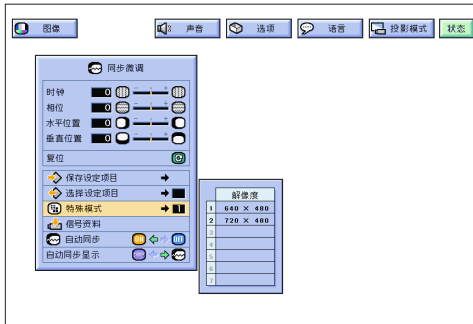 图像 声音 选项 语言 投影模式 状态
同步微调
时钟 0
相位 0
水平位置 0
垂直位置 0
复位
保存设定项目
选择设定项目
特殊模式 1
信号资料
自动同步 ON OFF
自动同步显示
解像度
1 640 × 480
2 720 × 480
3
4
5
6
7